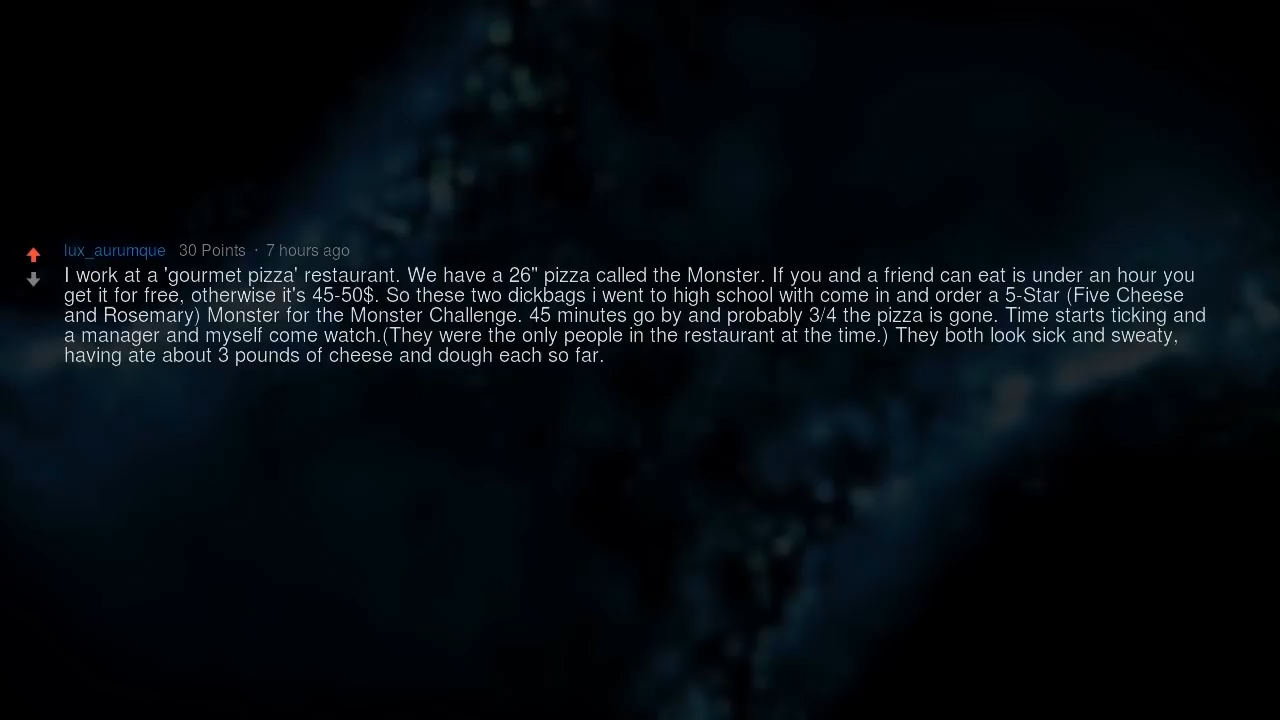 lux_aurumque 30 Points · 7 hours ago
I work at a 'gourmet pizza' restaurant. We have a 26" pizza called the Monster. If you and a friend can eat is under an hour you
get it for free, otherwise it's 45-50$. So these two dickbags i went to high school with come in and order a 5-Star (Five Cheese
and Rosemary) Monster for the Monster Challenge. 45 minutes go by and probably 3/4 the pizza is gone. Time starts ticking and
a manager and myself come watch.(They were the only people in the restaurant at the time.) They both look sick and sweaty,
having ate about 3 pounds of cheese and dough each so far.